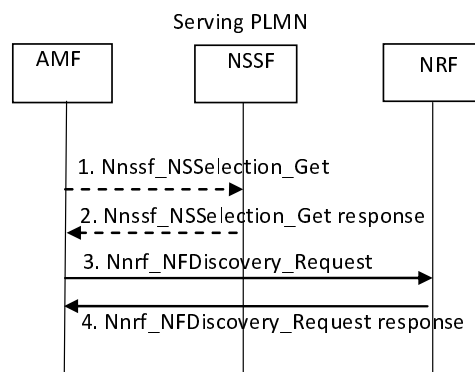 Serving PLMN
AMF
NSSF
NRF
1. Nnssf_NSSelection_Get
2. Nnssf_NSSelection_Get response
3. Nnrf_NFDiscovery_Request
4. Nnrf_NFDiscovery_Request response